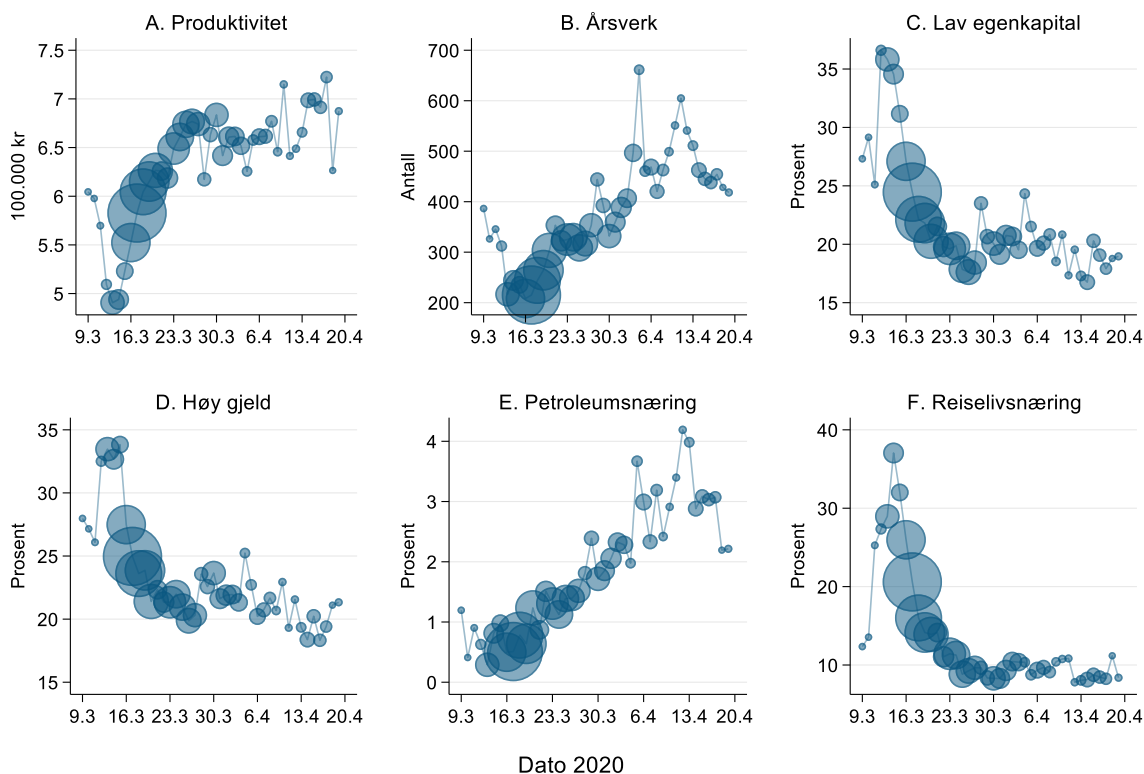 A. Produktivitet
7.5
7
6.5
6
5.5
5
100.000 kr
9.3 16.3 23.3 30.3 6.4 13.4 20.4
B. Årsverk
700
600
500
400
300
200
Antall
9.3 16.3 23.3 30.3 6.4 13.4 20.4
C. Lav egenkapital
35
30
25
20
15
Prosent
9.3 16.3 23.3 30.3 6.4 13.4 20.4
D. Høy gjeld
35
30
25
20
15
Prosent
9.3 16.3 23.3 30.3 6.4 13.4 20.4
E. Petroleumsnæring
4
3
2
1
0
Prosent
9.3 16.3 23.3 30.3 6.4 13.4 20.4
F. Reiselivsnæring
40
30
20
10
Prosent
9.3 16.3 23.3 30.3 6.4 13.4 20.4
Dato 2020